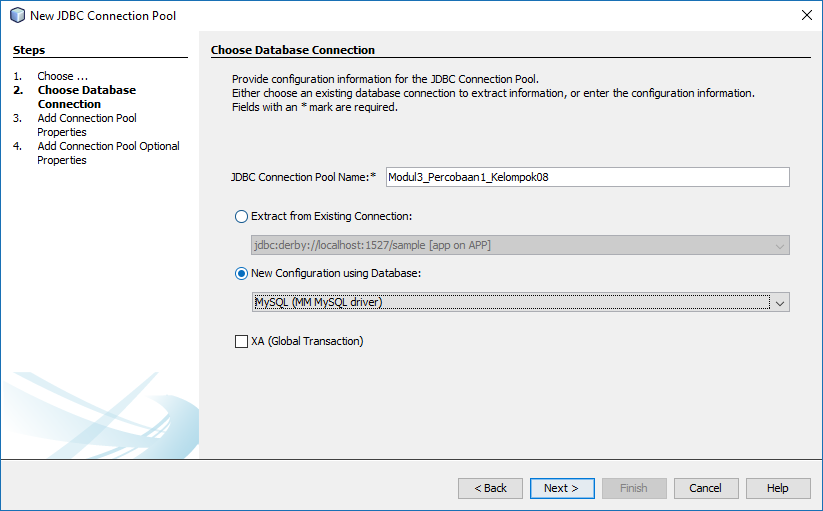 New JDBC Connection Pool
Steps
1. Choose ...
2. Choose Database
Connection
3. Add Connection Pool
Properties
4. Add Connection Pool Optional
Properties
Choose Database Connection
Provide configuration information for the JDBC Connection Pool.
Either choose an existing database connection to extract information, or enter the configuration information.
Fields with an * mark are required.
JDBC Connection Pool Name:* Modul3_Percobaan1_Kelompok08
Extract from Existing Connection:
jdbc:derby://localhost:1527/sample [app on APP]
New Configuration using Database:
MySQL (MM MySQL driver)
XA (Global Transaction)
< Back Next > Finish Cancel Help